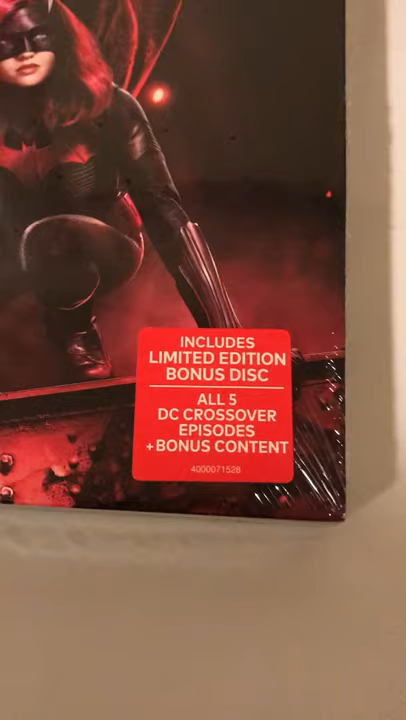 INCLUDES
LIMITED EDITION
BONUS DISC
ALL 5
DC CROSSOVER
EPISODES
+BONUS CONTENT
4000071528